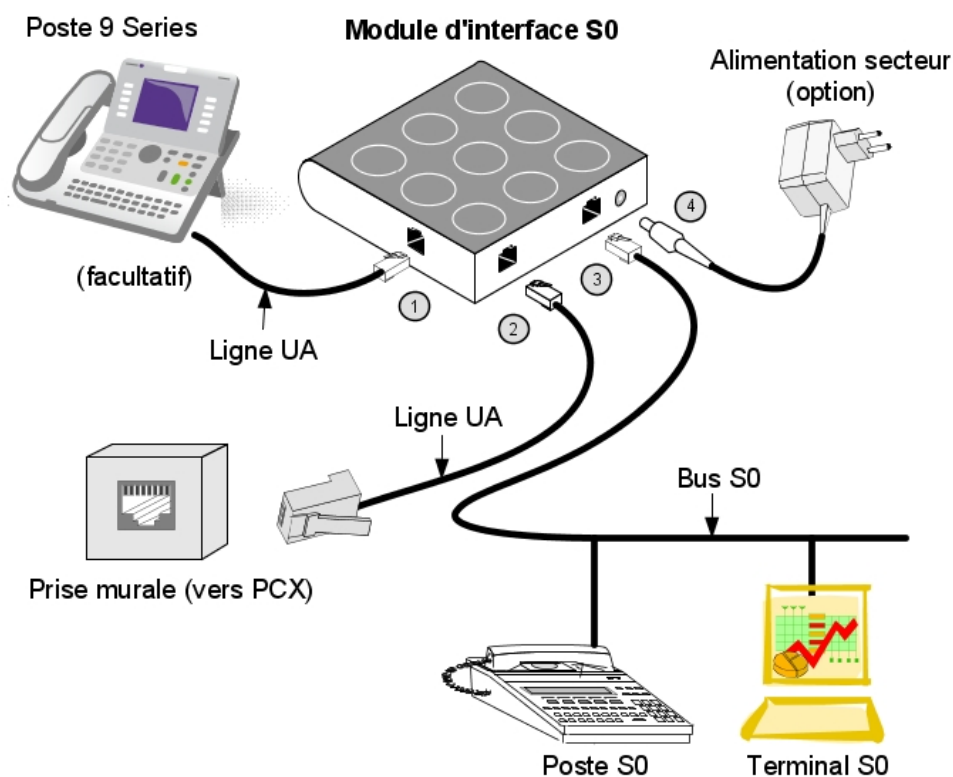 Poste 9 Series
Module d'interface S0
Alimentation secteur
(option)
4
(facultatif)
1
3
2
Ligne UA
Ligne UA
Bus S0
Prise murale (vers PCX)
Poste S0
Terminal S0